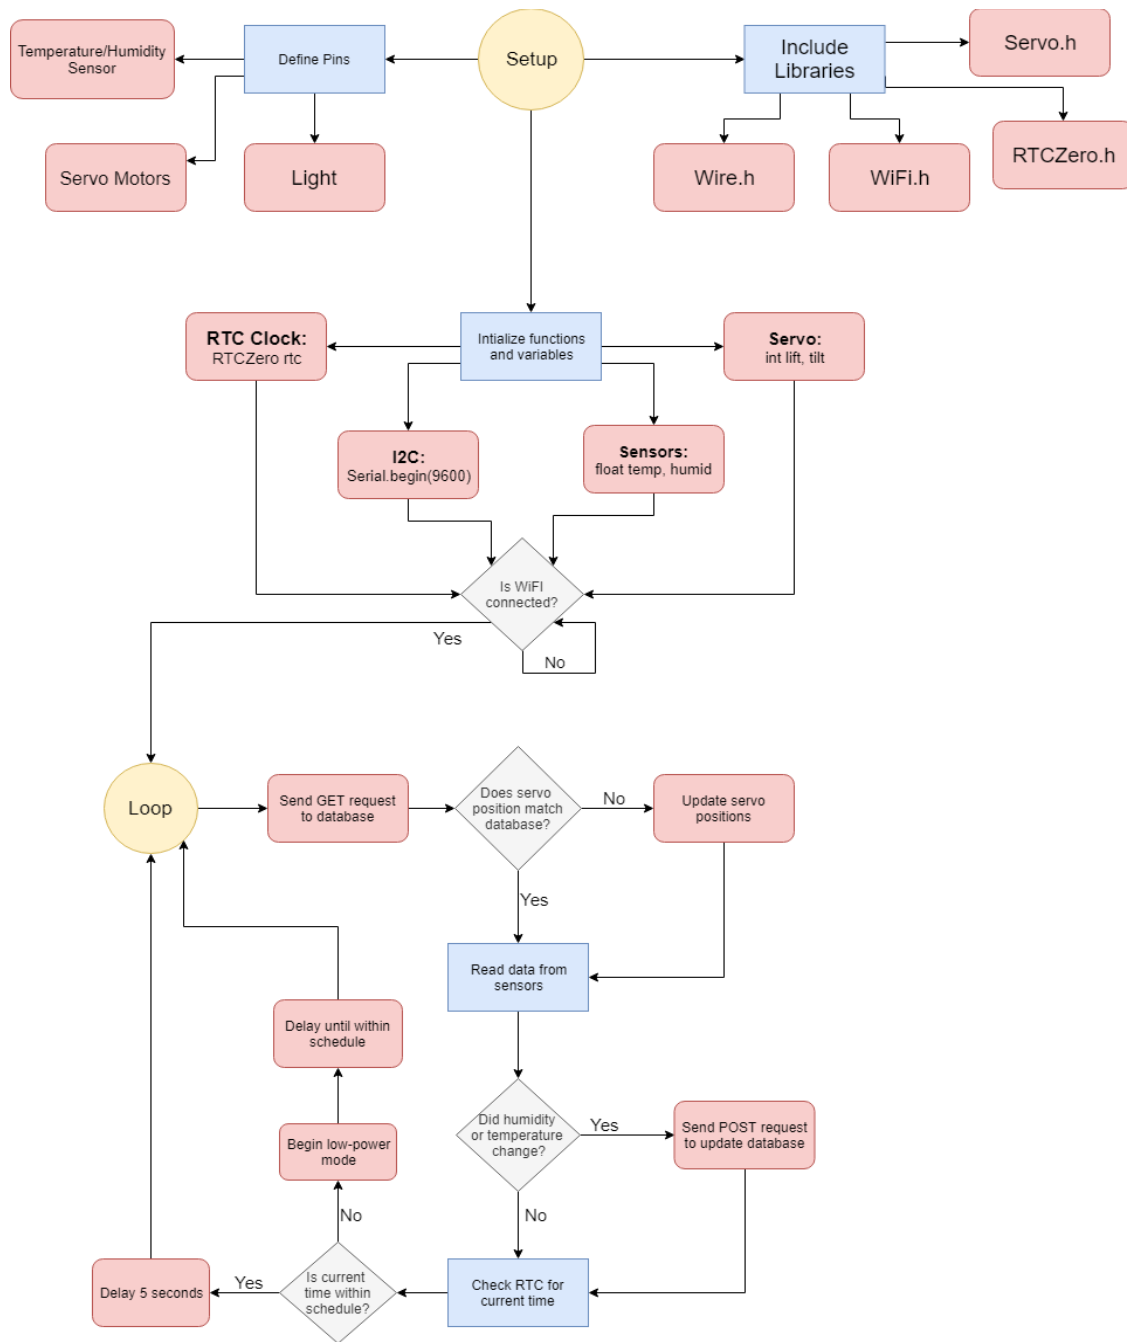 Temperature/Humidity
Sensor
Define Pins
Setup
Include
Libraries
Servo.h
Servo Motors
Light
Wire.h
WiFi.h
RTCZero.h
RTC Clock:
RTCZero rtc
Intialize functions
and variables
Servo:
int lift, tilt
I2C:
Serial.begin(9600)
Sensors:
float temp, humid
Is WiFI
connected?
Yes
No
Loop
Send GET request
to database
Does servo
position match
database?
No
Update servo
positions
Yes
Read data from
sensors
Delay until within
schedule
Did humidity
or temperature
change?
Yes
Send POST request
to update database
Begin low-power
mode
No
No
Delay 5 seconds
Yes
Is current
time within
schedule?
Check RTC for
current time